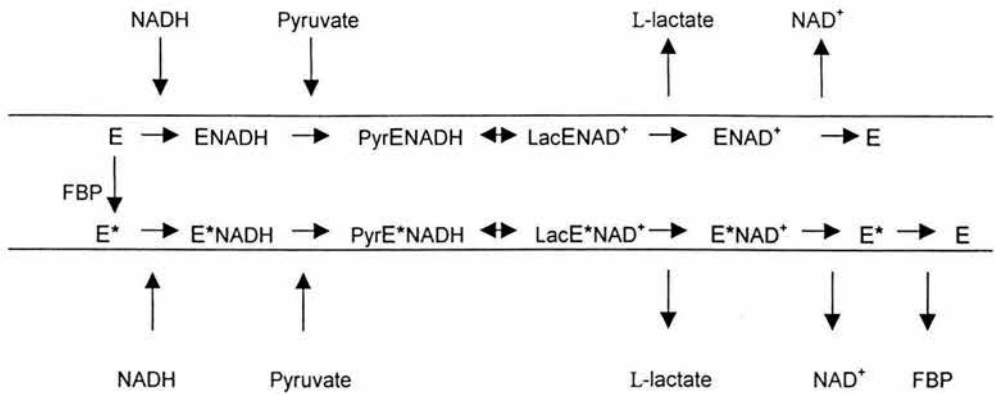 NADH Pyruvate L-lactate NAD⁺
E → ENADH → PyrENADH ↔ LacENAD⁺ → ENAD⁺ → E
FBP
E* → E*NADH → PyrE*NADH ↔ LacE*NAD⁺ → E*NAD⁺ → E* → E
NADH Pyruvate L-lactate NAD⁺ FBP